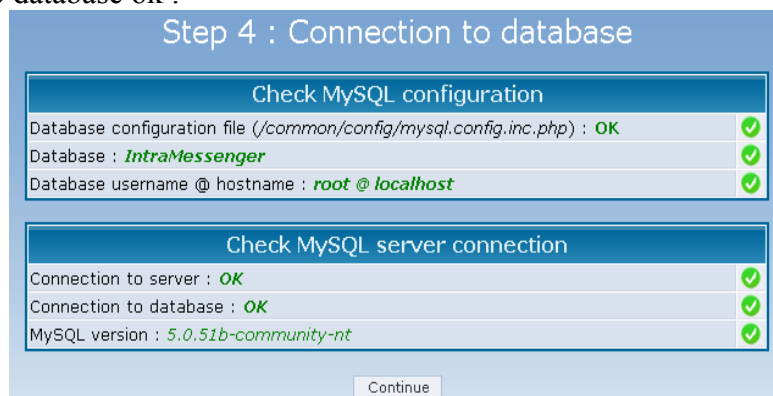 database ok :
Step 4 : Connection to database
Check MySQL configuration
Database configuration file (/common/config/mysql.config.inc.php) : OK
Database : IntraMessenger
Database username @ hostname : root @ localhost
Check MySQL server connection
Connection to server : OK
Connection to database : OK
MySQL version : 5.0.51b-community-nt
Continue